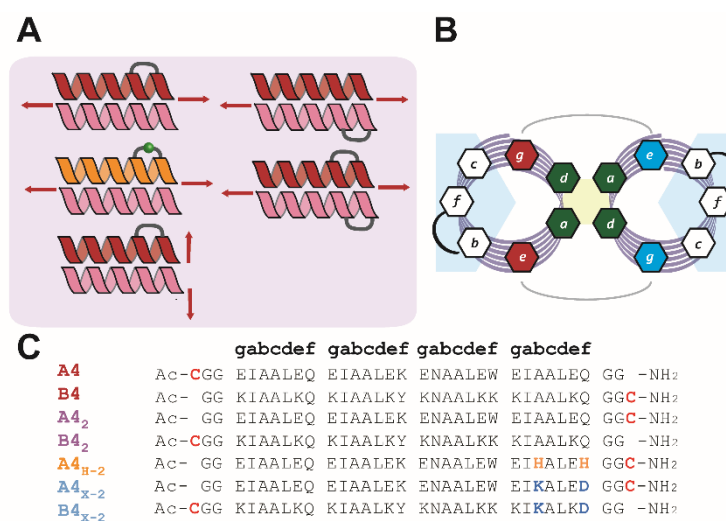 A
B
c g d a e b
f f
b e a d g c
C
gabcdef gabcdef gabcdef gabcdef
A4 Ac-CGG EIAALEQ EIAALEK ENAALEW EIAALEQ GG -NH₂
B4 Ac- GG KIAALKQ KIAALKY KNAALKK KIAALKQ GGC-NH₂
A4₂ Ac- GG EIAALEQ EIAALEK ENAALEW EIAALEQ GGC-NH₂
B4₂ Ac-CGG KIAALKQ KIAALKY KNAALKK KIAALKQ GG -NH₂
A4H-2 Ac- GG EIAALEQ EIAALEK ENAALEW EIHALEH GGC-NH₂
A4X-2 Ac- GG EIAALEQ EIAALEK ENAALEW EIKALED GGC-NH₂
B4X-2 Ac-CGG KIAALKQ KIAALKY KNAALKK KIKALKD GG -NH₂